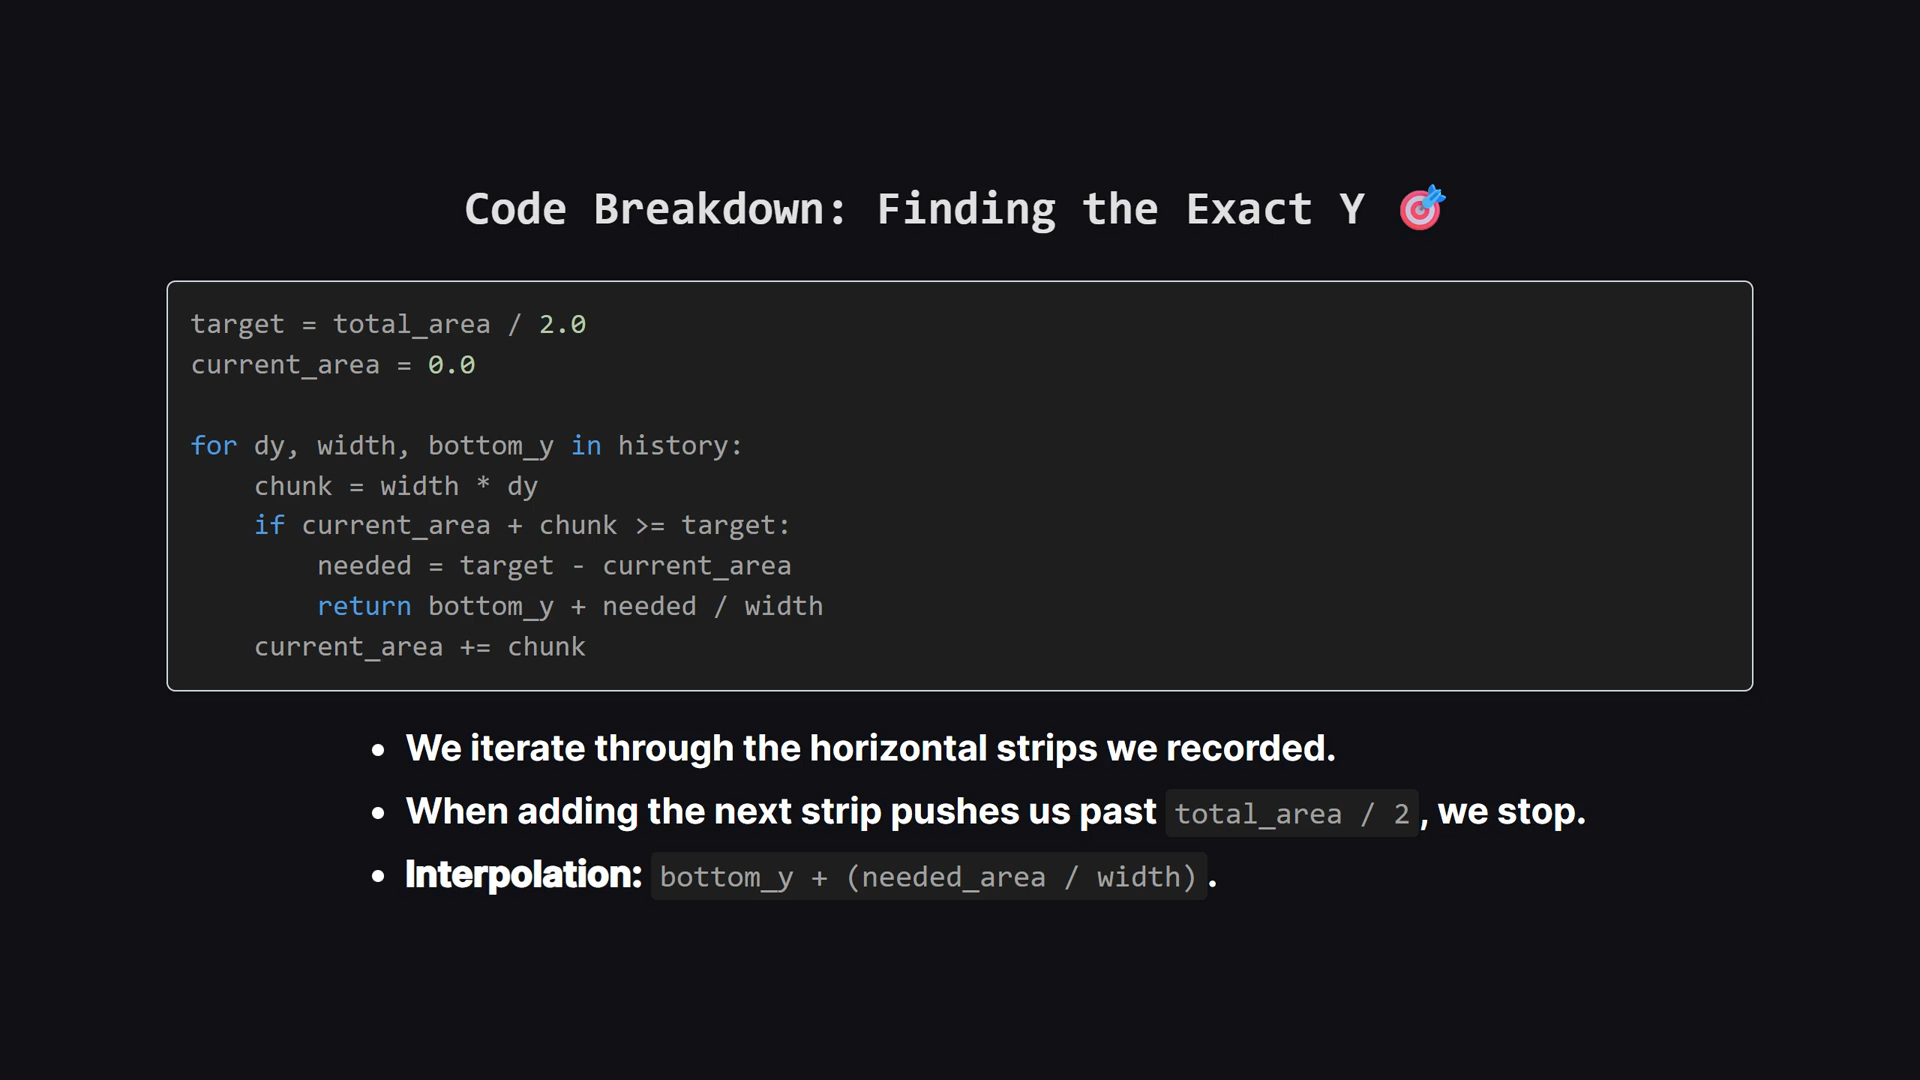 Code Breakdown: Finding the Exact Y 🎯
target = total_area / 2.0
current_area = 0.0
for dy, width, bottom_y in history:
    chunk = width * dy
    if current_area + chunk >= target:
        needed = target - current_area
        return bottom_y + needed / width
    current_area += chunk
• We iterate through the horizontal strips we recorded.
• When adding the next strip pushes us past total_area / 2, we stop.
• Interpolation: bottom_y + (needed_area / width).